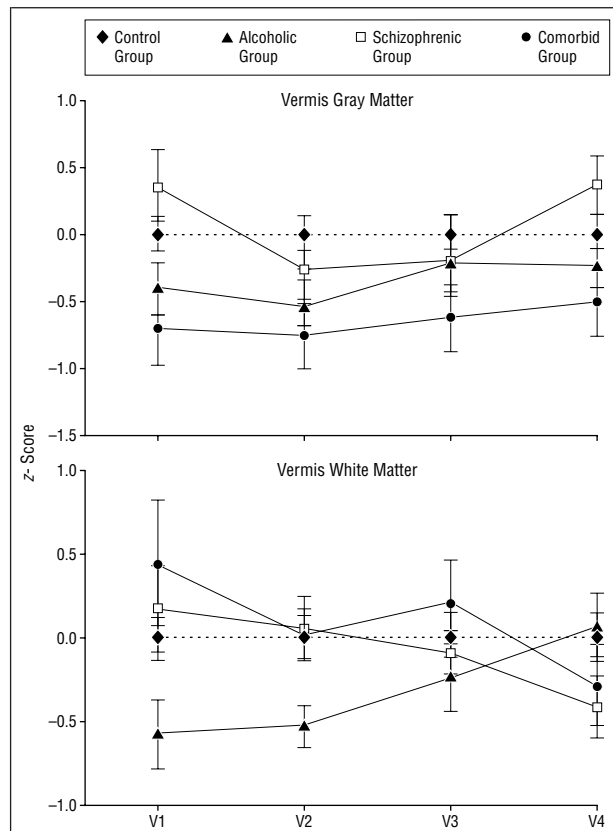 Control Group
Alcoholic Group
Schizophrenic Group
Comorbid Group
Vermis Gray Matter
1.0
0.5
0.0
–0.5
–1.0
–1.5
z- Score
Vermis White Matter
1.0
0.5
0.0
–0.5
–1.0
V1 V2 V3 V4